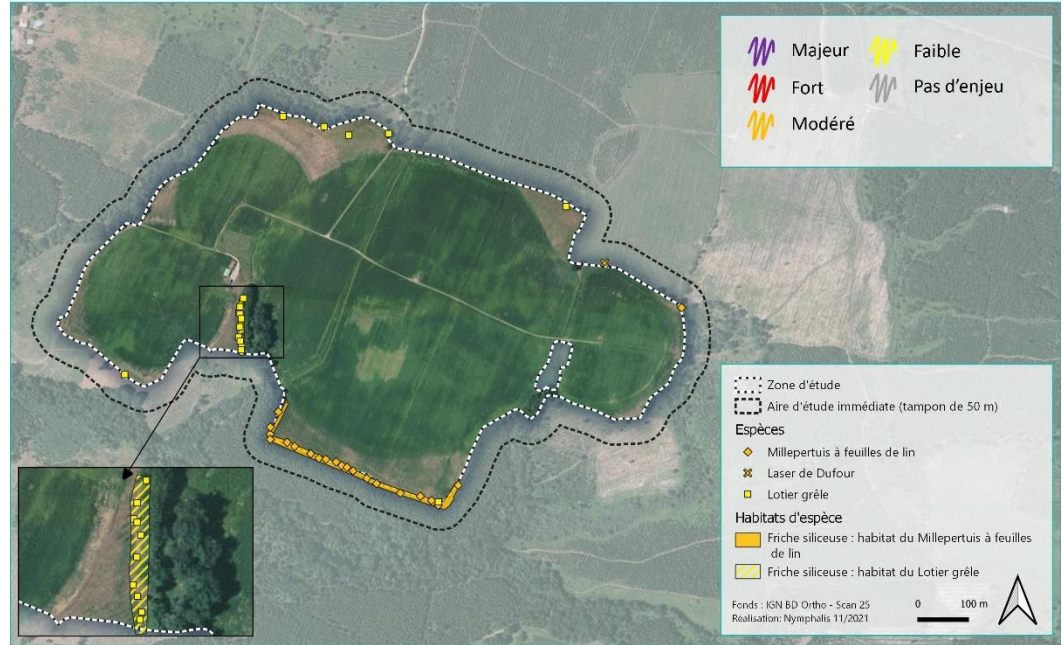 Majeur
Faible
Fort
Pas d'enjeu
Modéré
Zone d'étude
Aire d'étude immédiate (tampon de 50 m)
Espèces
Millepertuis à feuilles de lin
Laser de Dufour
Lotier grêle
Habitats d'espèce
Friche siliceuse : habitat du Millepertuis à feuilles
de lin
Friche siliceuse : habitat du Lotier grêle
Fonds : IGN BD Ortho - Scan 25
Réalisation: Nymphalis 11/2021
0 100 m